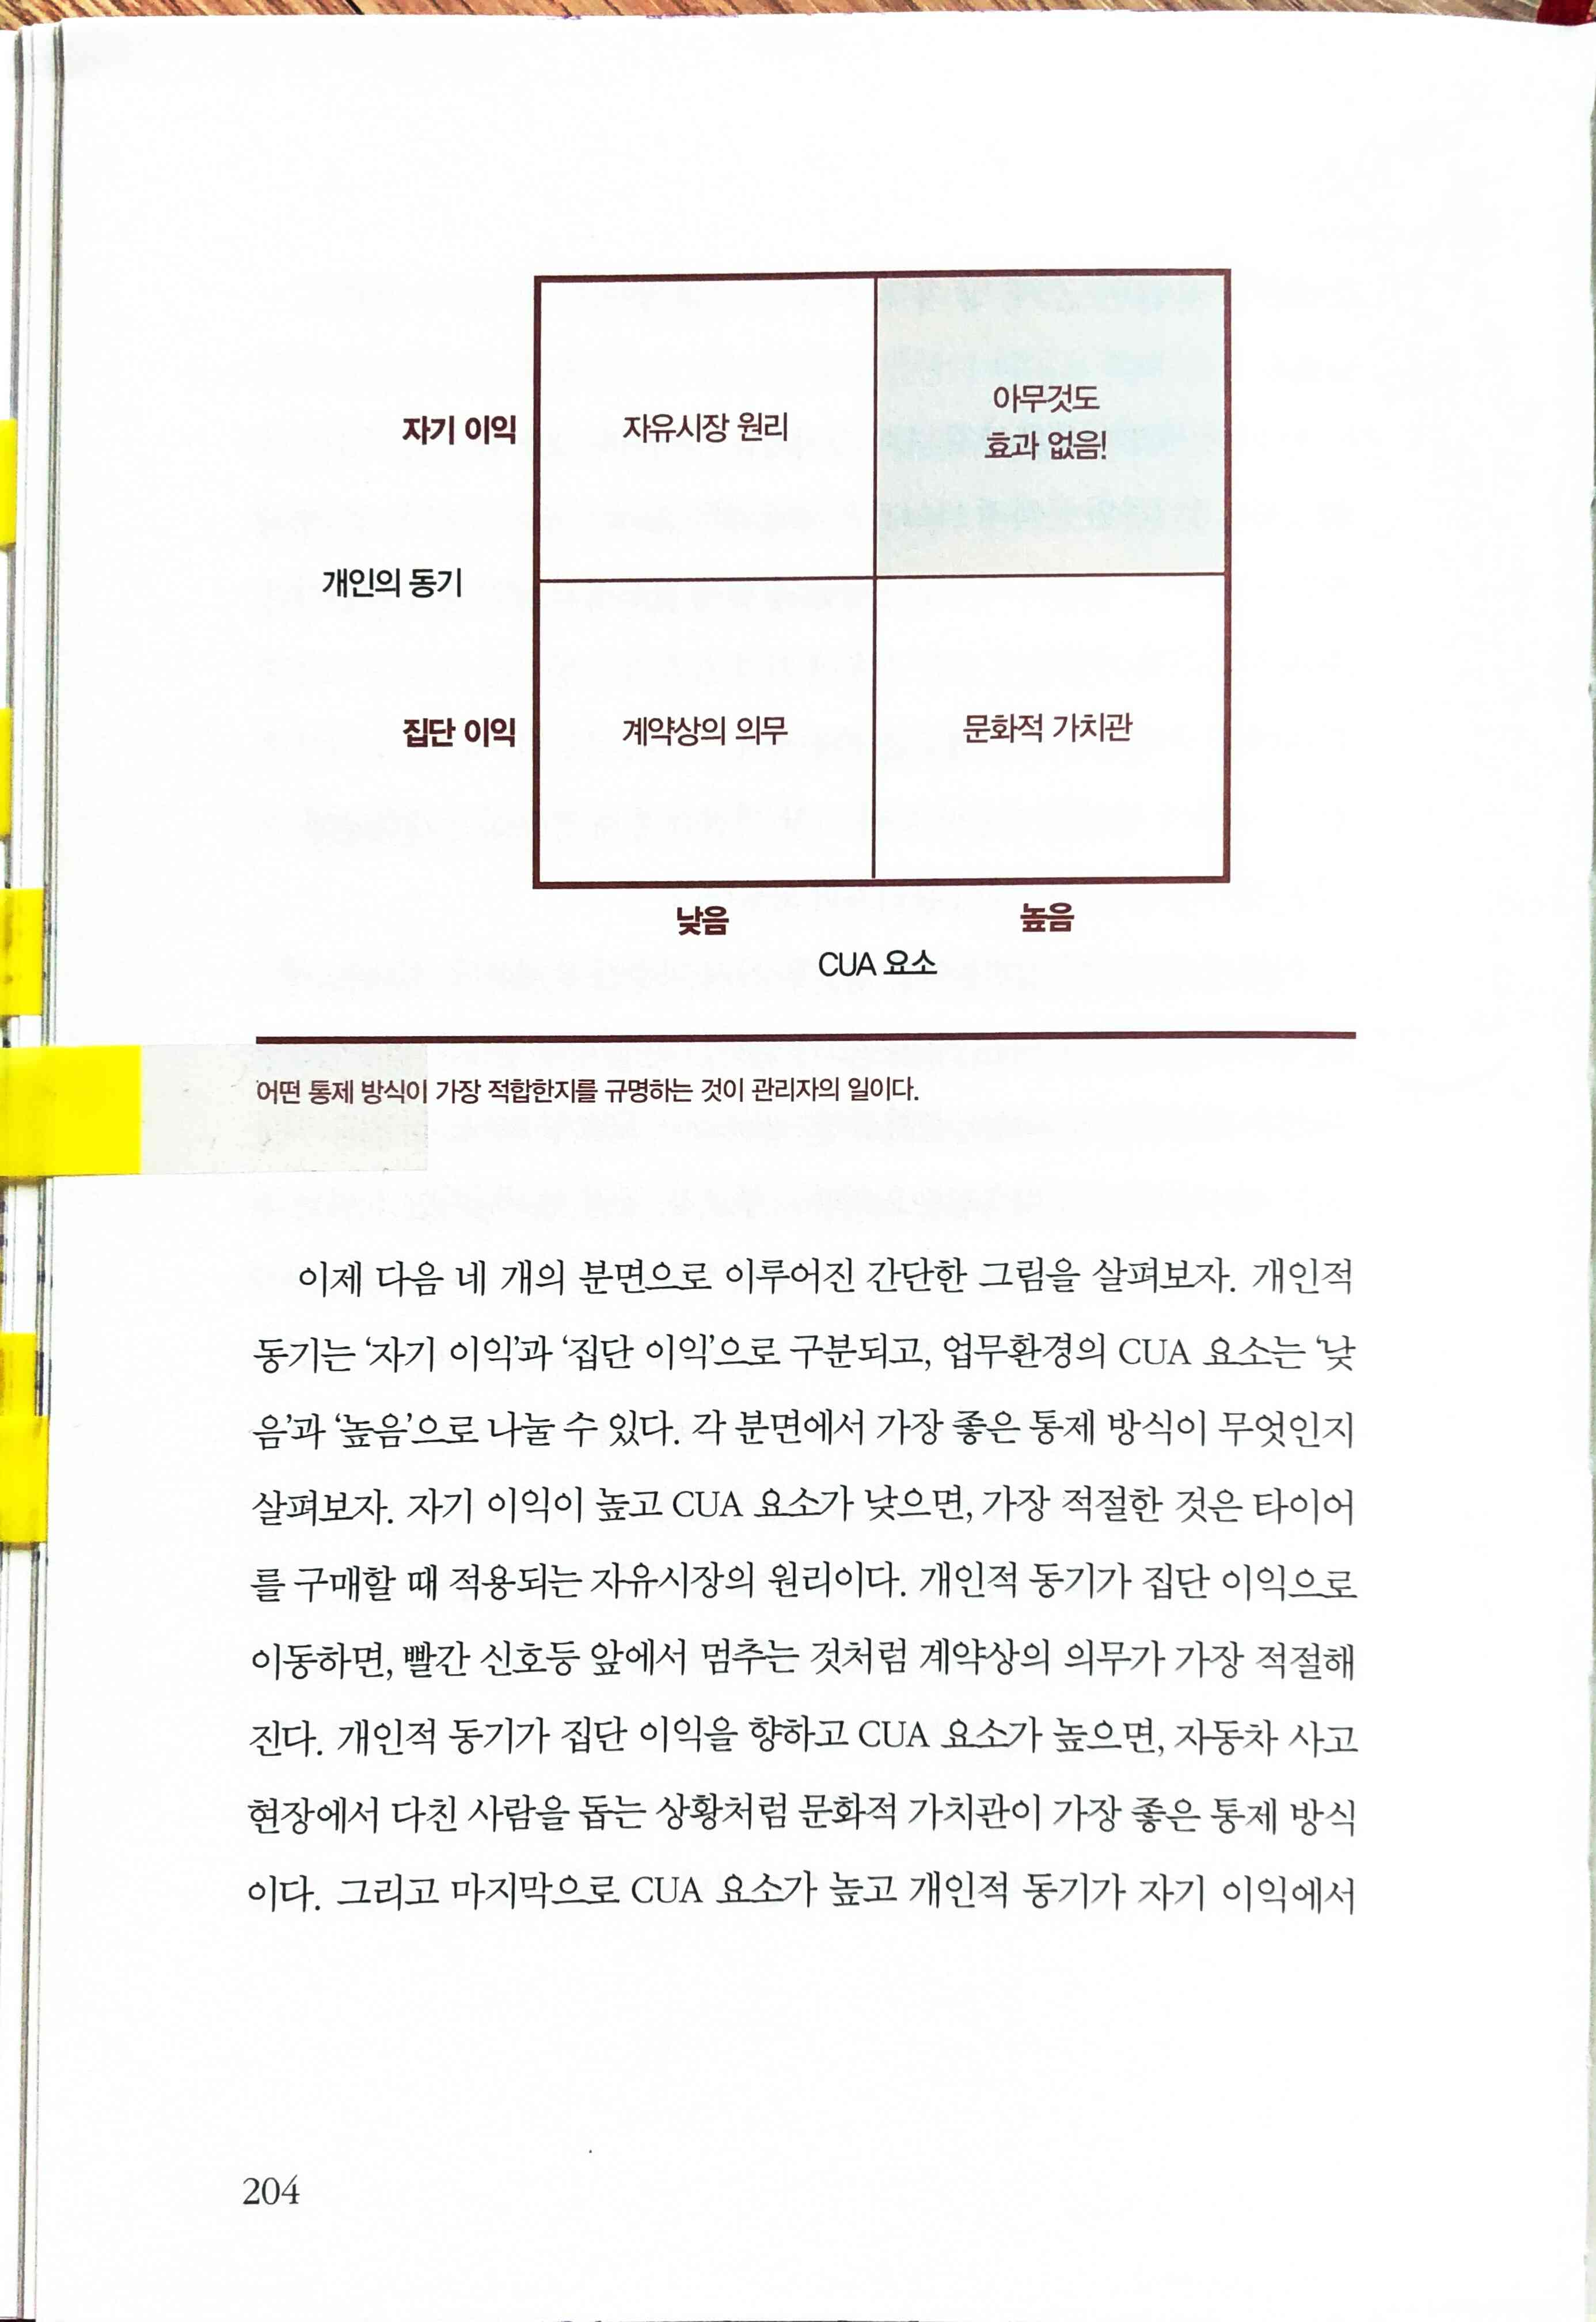 자기 이익
자유시장 원리
아무것도
효과 없음!
개인의 동기
집단 이익
계약상의 의무
문화적 가치관
낮음
높음
CUA 요소
어떤 통제 방식이 가장 적합한지를 규명하는 것이 관리자의 일이다.
이제 다음 네 개의 분면으로 이루어진 간단한 그림을 살펴보자. 개인적
동기는 ‘자기 이익’과 ‘집단 이익’으로 구분되고, 업무환경의 CUA 요소는 ‘낮
음’과 ‘높음’으로 나눌 수 있다. 각 분면에서 가장 좋은 통제 방식이 무엇인지
살펴보자. 자기 이익이 높고 CUA 요소가 낮으면, 가장 적절한 것은 타이어
를 구매할 때 적용되는 자유시장의 원리이다. 개인적 동기가 집단 이익으로
이동하면, 빨간 신호등 앞에서 멈추는 것처럼 계약상의 의무가 가장 적절해
진다. 개인적 동기가 집단 이익을 향하고 CUA 요소가 높으면, 자동차 사고
현장에서 다친 사람을 돕는 상황처럼 문화적 가치관이 가장 좋은 통제 방식
이다. 그리고 마지막으로 CUA 요소가 높고 개인적 동기가 자기 이익에서
204